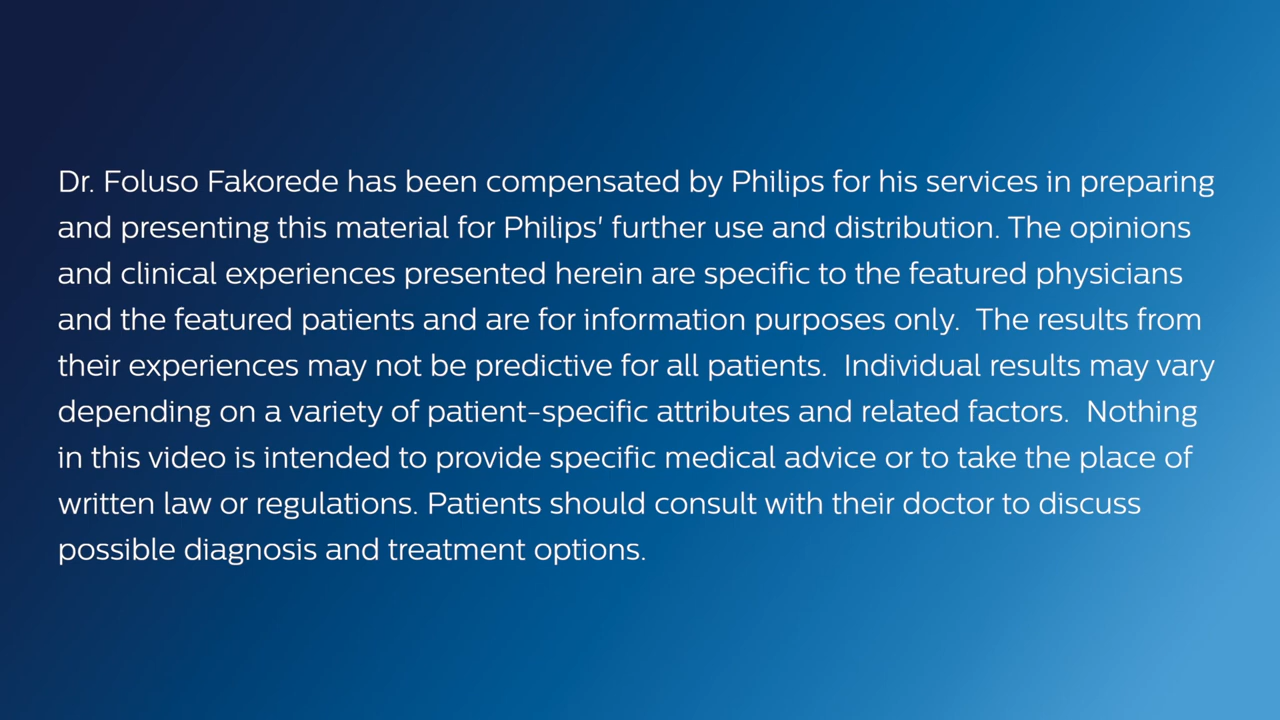 Dr. Foluso Fakorede has been compensated by Philips for his services in preparing
and presenting this material for Philips' further use and distribution. The opinions
and clinical experiences presented herein are specific to the featured physicians
and the featured patients and are for information purposes only.  The results from
their experiences may not be predictive for all patients.  Individual results may vary
depending on a variety of patient-specific attributes and related factors.  Nothing
in this video is intended to provide specific medical advice or to take the place of
written law or regulations. Patients should consult with their doctor to discuss
possible diagnosis and treatment options.